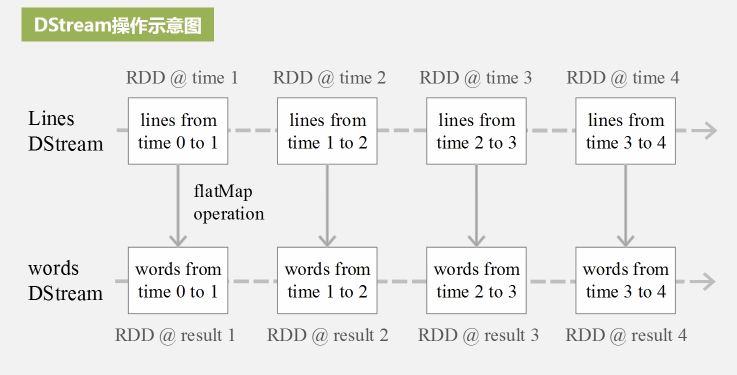 DStream操作示意图
RDD @ time 1
RDD @ time 2
RDD @ time 3
RDD @ time 4
Lines
DStream
lines from
time 0 to 1
lines from
time 1 to 2
lines from
time 2 to 3
lines from
time 3 to 4
flatMap
operation
words
DStream
words from
time 0 to 1
words from
time 1 to 2
words from
time 2 to 3
words from
time 3 to 4
RDD @ result 1
RDD @ result 2
RDD @ result 3
RDD @ result 4